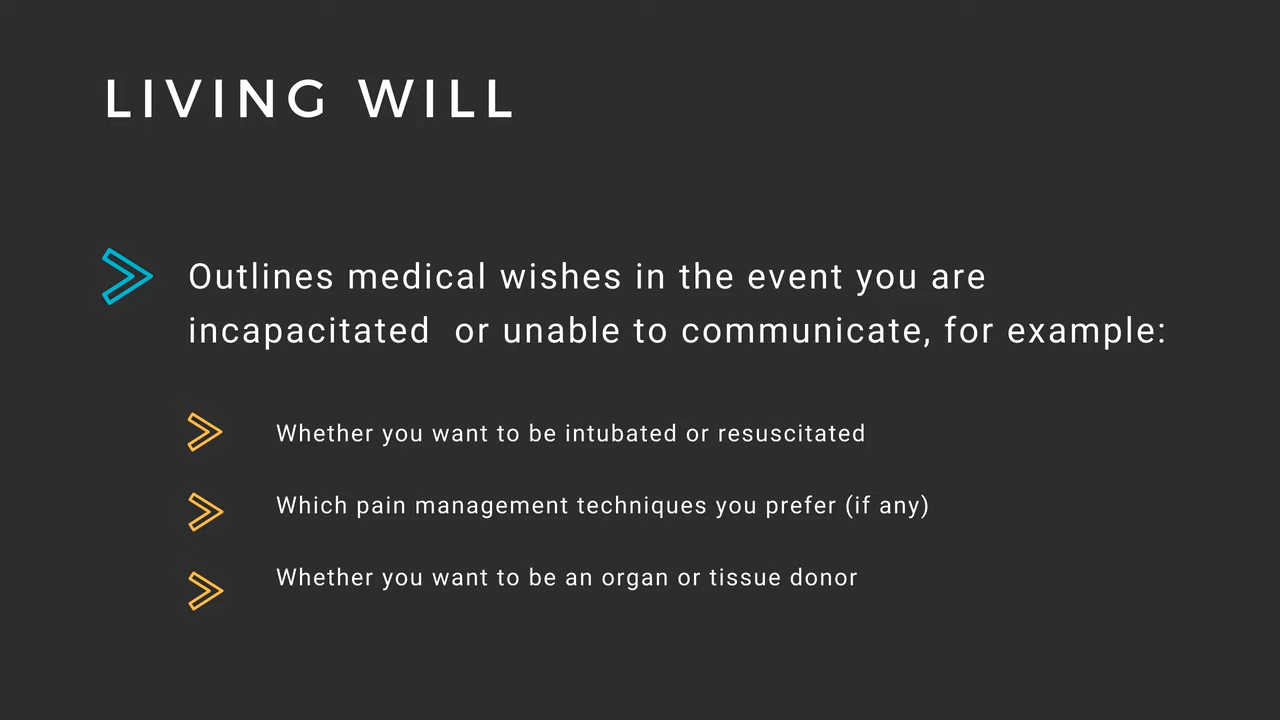 LIVING WILL
Outlines medical wishes in the event you are
incapacitated  or unable to communicate, for example:
Whether you want to be intubated or resuscitated
Which pain management techniques you prefer (if any)
Whether you want to be an organ or tissue donor